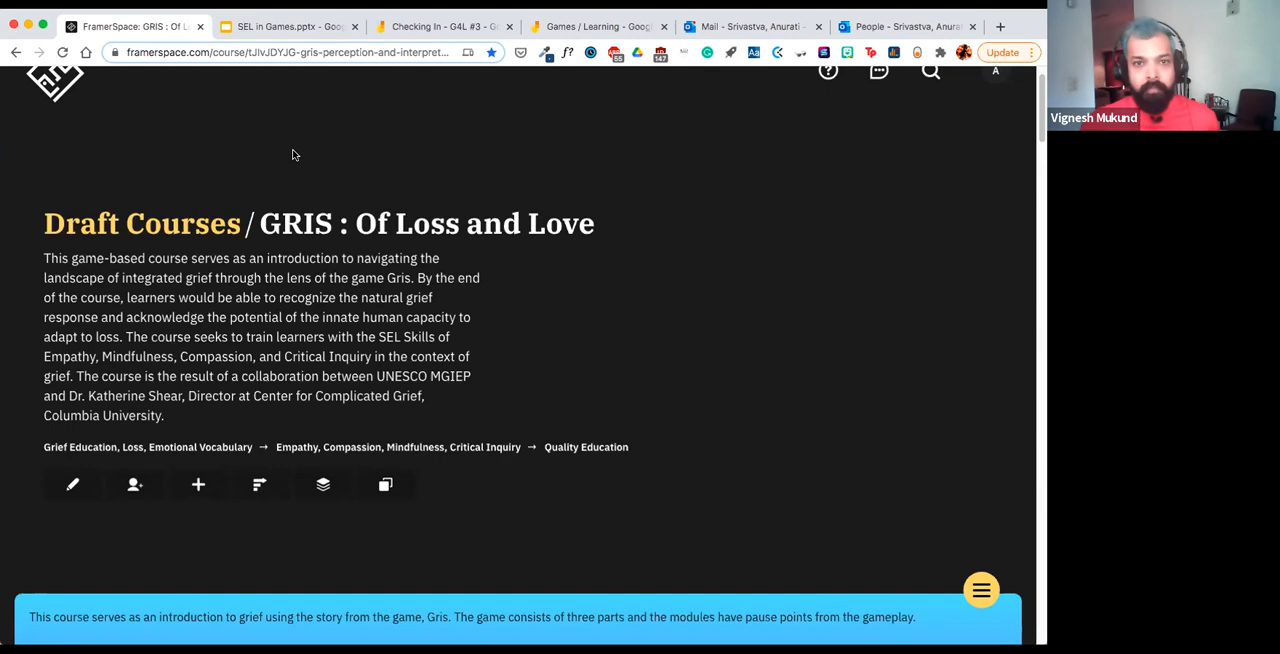 FramerSpace: GRIS : Of L
SEL in Games.pptx - Goo
Checking In - G4L #3 - G
Games / Learning - Googl
Mail - Srivastva, Anurati -
People - Srivastva, Anurat
framerspace.com/course/tJlvJDYJG-gris-perception-and-interpret...
Update
Vignesh Mukund
A
Draft Courses / GRIS : Of Loss and Love
This game-based course serves as an introduction to navigating the
landscape of integrated grief through the lens of the game Gris. By the end
of the course, learners would be able to recognize the natural grief
response and acknowledge the potential of the innate human capacity to
adapt to loss. The course seeks to train learners with the SEL Skills of
Empathy, Mindfulness, Compassion, and Critical Inquiry in the context of
grief. The course is the result of a collaboration between UNESCO MGIEP
and Dr. Katherine Shear, Director at Center for Complicated Grief,
Columbia University.
Grief Education, Loss, Emotional Vocabulary → Empathy, Compassion, Mindfulness, Critical Inquiry → Quality Education
This course serves as an introduction to grief using the story from the game, Gris. The game consists of three parts and the modules have pause points from the gameplay.